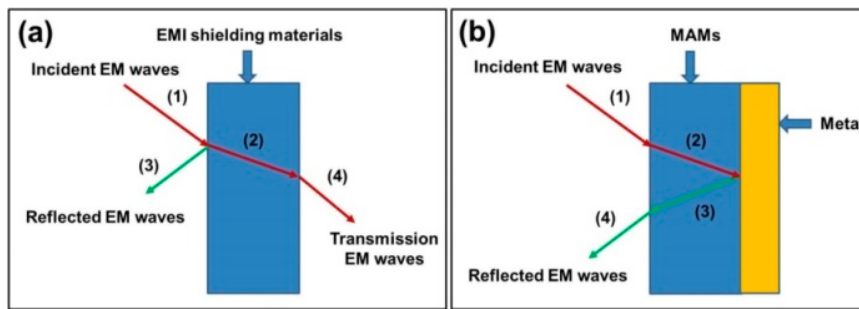 (a)
EMI shielding materials
Incident EM waves
(1)
(2)
(3)
(4)
Reflected EM waves
Transmission
EM waves
(b)
MAMs
Incident EM waves
(1)
(2)
Meta
(3)
(4)
Reflected EM waves